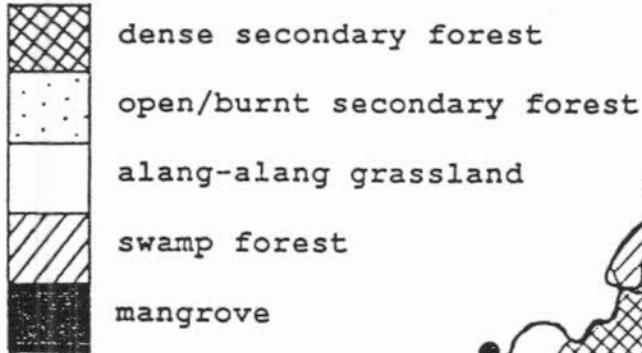 dense secondary forest
open/burnt secondary forest
alang-alang grassland
swamp forest
mangrove